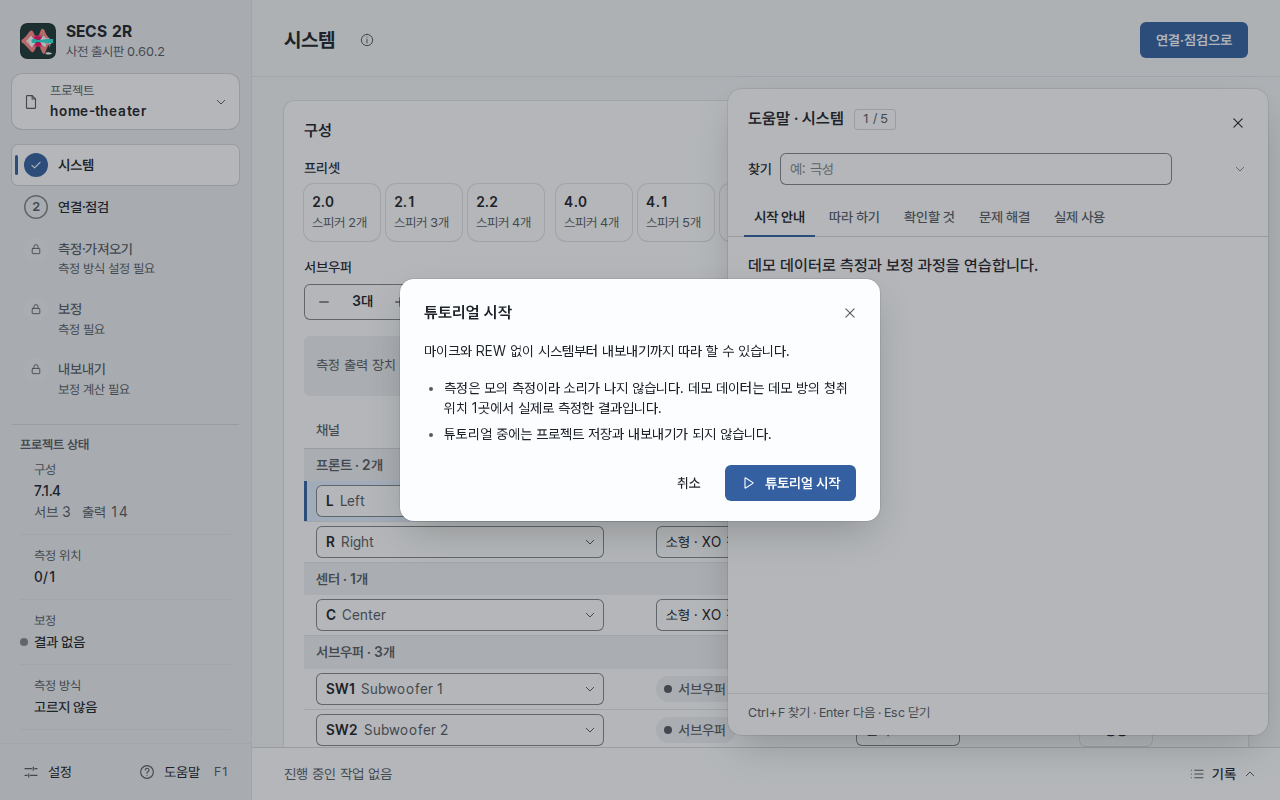 SECS 2R
사전 출시판 0.60.2
프로젝트
home-theater
시스템
2 연결·점검
측정·가져오기
측정 방식 설정 필요
보정
측정 필요
내보내기
보정 계산 필요
프로젝트 상태
구성
7.1.4
서브 3 출력 14
측정 위치
0/1
보정
결과 없음
측정 방식
고르지 않음
설정
도움말 F1
시스템
연결·점검으로
구성
프리셋
2.0
스피커 2개
2.1
스피커 3개
2.2
스피커 4개
4.0
스피커 4개
4.1
스피커 5개
서브우퍼
3대
측정 출력 장치
채널
프론트 · 2개
L Left
R Right
소형 · XO
센터 · 1개
C Center
소형 · XO
서브우퍼 · 3개
SW1 Subwoofer 1
서브우퍼
SW2 Subwoofer 2
서브우퍼
도움말 · 시스템 1 / 5
찾기 예: 극성
시작 안내 따라 하기 확인할 것 문제 해결 실제 사용
데모 데이터로 측정과 보정 과정을 연습합니다.
Ctrl+F 찾기 · Enter 다음 · Esc 닫기
튜토리얼 시작
마이크와 REW 없이 시스템부터 내보내기까지 따라 할 수 있습니다.
측정은 모의 측정이라 소리가 나지 않습니다. 데모 데이터는 데모 방의 청취
위치 1곳에서 실제로 측정한 결과입니다.
튜토리얼 중에는 프로젝트 저장과 내보내기가 되지 않습니다.
취소
튜토리얼 시작
진행 중인 작업 없음
기록